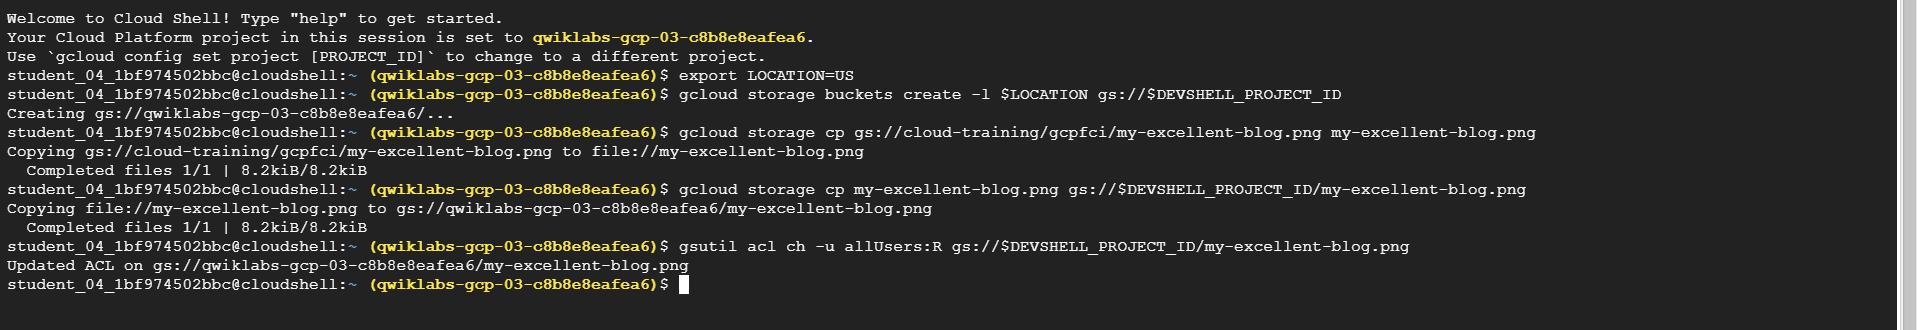 Welcome to Cloud Shell! Type "help" to get started.
Your Cloud Platform project in this session is set to qwiklabs-gcp-03-c8b8e8eafea6.
Use `gcloud config set project [PROJECT_ID]` to change to a different project.
student_04_1bf974502bbc@cloudshell:~ (qwiklabs-gcp-03-c8b8e8eafea6)$ export LOCATION=US
student_04_1bf974502bbc@cloudshell:~ (qwiklabs-gcp-03-c8b8e8eafea6)$ gcloud storage buckets create -l $LOCATION gs://$DEVSHELL_PROJECT_ID
Creating gs://qwiklabs-gcp-03-c8b8e8eafea6/...
student_04_1bf974502bbc@cloudshell:~ (qwiklabs-gcp-03-c8b8e8eafea6)$ gcloud storage cp gs://cloud-training/gcpfci/my-excellent-blog.png my-excellent-blog.png
Copying gs://cloud-training/gcpfci/my-excellent-blog.png to file://my-excellent-blog.png
  Completed files 1/1 | 8.2kiB/8.2kiB
student_04_1bf974502bbc@cloudshell:~ (qwiklabs-gcp-03-c8b8e8eafea6)$ gcloud storage cp my-excellent-blog.png gs://$DEVSHELL_PROJECT_ID/my-excellent-blog.png
Copying file://my-excellent-blog.png to gs://qwiklabs-gcp-03-c8b8e8eafea6/my-excellent-blog.png
  Completed files 1/1 | 8.2kiB/8.2kiB
student_04_1bf974502bbc@cloudshell:~ (qwiklabs-gcp-03-c8b8e8eafea6)$ gsutil acl ch -u allUsers:R gs://$DEVSHELL_PROJECT_ID/my-excellent-blog.png
Updated ACL on gs://qwiklabs-gcp-03-c8b8e8eafea6/my-excellent-blog.png
student_04_1bf974502bbc@cloudshell:~ (qwiklabs-gcp-03-c8b8e8eafea6)$